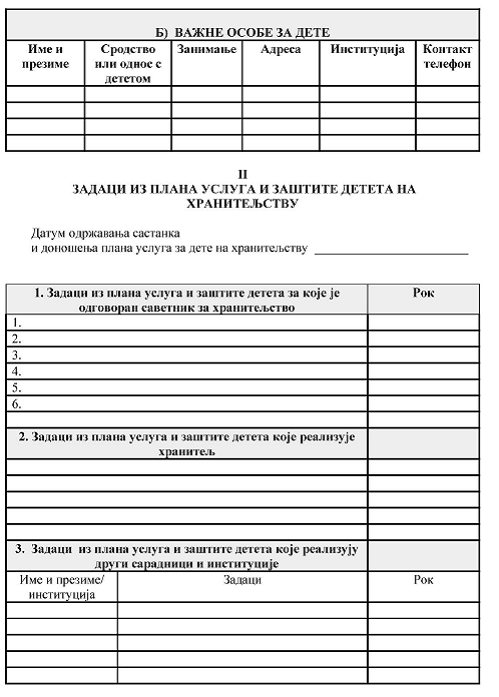 Б)  ВАЖНЕ ОСОБЕ ЗА ДЕТЕ
Име и презиме
Сродство или однос с дететом
Занимање
Адреса
Институција
Контакт телефон
II
ЗАДАЦИ ИЗ ПЛАНА УСЛУГА И ЗАШТИТЕ ДЕТЕТА НА
ХРАНИТЕЉСТВУ
Датум одржавања састанка
и доношења плана услуга за дете на хранитељству
1. Задаци из плана услуга и заштите детета за које је
одговоран саветник за хранитељство
Рок
1.
2.
3.
4.
5.
6.
2. Задаци из плана услуга и заштите детета које реализује
хранитељ
3.  Задаци  из плана услуга и заштите детета које реализују
други сарадници и институције
Име и презиме/
институција
Задаци
Рок